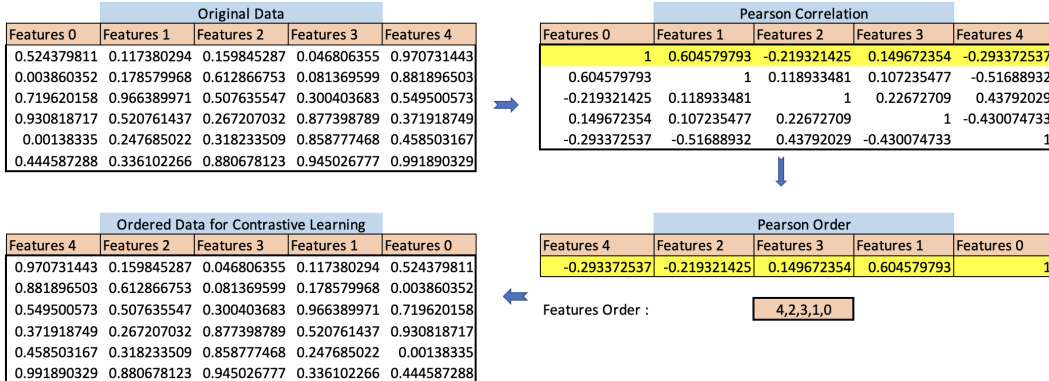 Original Data
Features 0 Features 1 Features 2 Features 3 Features 4
0.524379811 0.117380294 0.159845287 0.046806355 0.970731443
0.003860352 0.178579968 0.612866753 0.081369599 0.881896503
0.719620158 0.966389971 0.507635547 0.300403683 0.549500573
0.930818717 0.520761437 0.267207032 0.877398789 0.371918749
0.00138335 0.247685022 0.318233509 0.858777468 0.458503167
0.444587288 0.336102266 0.880678123 0.945026777 0.991890329
Pearson Correlation
Features 0 Features 1 Features 2 Features 3 Features 4
1 0.604579793 -0.219321425 0.149672354 -0.293372537
0.604579793 1 0.118933481 0.107235477 -0.51688932
-0.219321425 0.118933481 1 0.22672709 0.43792029
0.149672354 0.107235477 0.22672709 1 -0.430074733
-0.293372537 -0.51688932 0.43792029 -0.430074733 1
Pearson Order
Features 4 Features 2 Features 3 Features 1 Features 0
-0.293372537 -0.219321425 0.149672354 0.604579793 1
Features Order : 4,2,3,1,0
Ordered Data for Contrastive Learning
Features 4 Features 2 Features 3 Features 1 Features 0
0.970731443 0.159845287 0.046806355 0.117380294 0.524379811
0.881896503 0.612866753 0.081369599 0.178579968 0.003860352
0.549500573 0.507635547 0.300403683 0.966389971 0.719620158
0.371918749 0.267207032 0.877398789 0.520761437 0.930818717
0.458503167 0.318233509 0.858777468 0.247685022 0.00138335
0.991890329 0.880678123 0.945026777 0.336102266 0.444587288